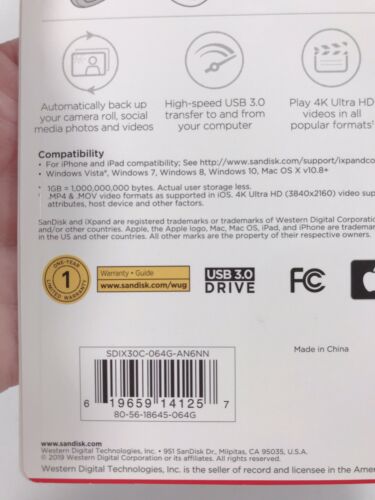 Automatically back up
your camera roll, social
media photos and videos
High-speed USB 3.0
transfer to and from
your computer
Play 4K Ultra HD
videos in all
popular formats¹
Compatibility
• For iPhone and iPad compatibility; See http://www.sandisk.com/support/ixpandco
• Windows Vista®, Windows 7, Windows 8, Windows 10, Mac OS X v10.8+
* 1GB = 1,000,000,000 bytes. Actual user storage less.
¹ .MP4 & MOV video formats as supported in iOS. 4K Ultra HD (3840x2160) video sup
attributes, host device and other factors.
SanDisk and iXpand are registered trademarks or trademarks of Western Digital Corporatio
and/or other countries. Apple, the Apple logo, Mac, Mac OS, iPad, and iPhone are tradema
in the US and other countries. All other marks are the property of their respective owners.
ONE-YEAR
1
LIMITED WARRANTY
Warranty • Guide
www.sandisk.com/wug
USB 3.0
DRIVE
FC
SDIX30C-064G-AN6NN
6 19659 14125 7
80-56-18645-064G
Made in China
www.sandisk.com
Western Digital Technologies, Inc. • 951 SanDisk Dr., Milpitas, CA 95035, U.S.A.
© 2019 Western Digital Corporation or its affiliates. All rights reserved.
Western Digital Technologies, Inc. is the seller of record and licensee in the Amer